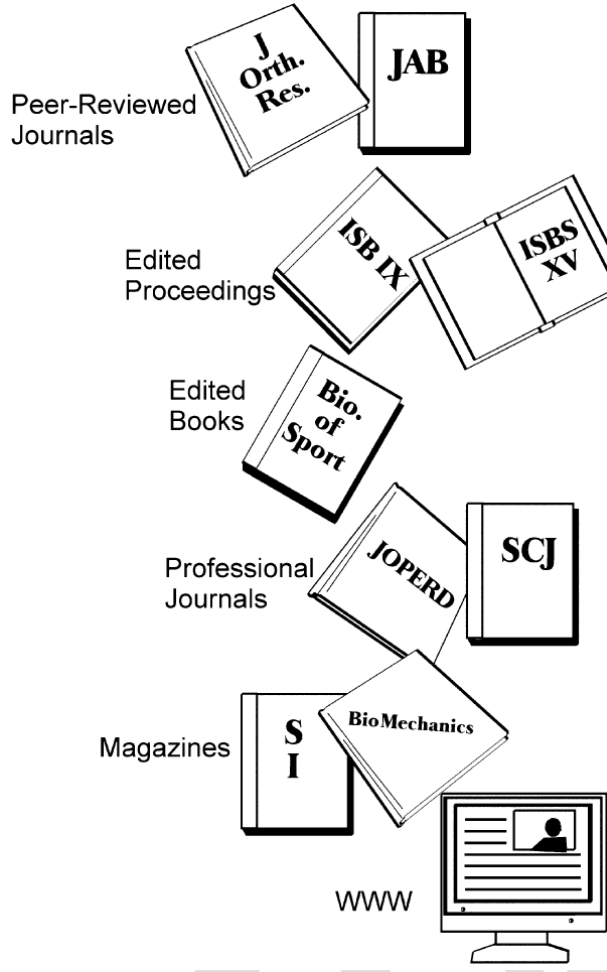 J
Orth.
Res.
JAB
Peer-Reviewed
Journals
ISB IX
ISBS
XV
Edited
Proceedings
Edited
Books
Bio.
of
Sport
Professional
Journals
JOPERD
SCJ
Magazines
S
I
BioMechanics
WWW